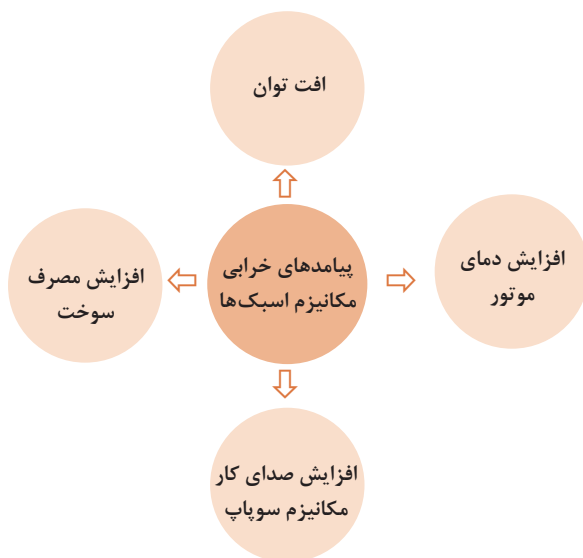 افت توان
پیامدهای خرابی
مکانیزم اسبک‌ها
افزایش دمای
موتور
افزایش مصرف
سوخت
افزایش صدای کار
مکانیزم سوپاپ